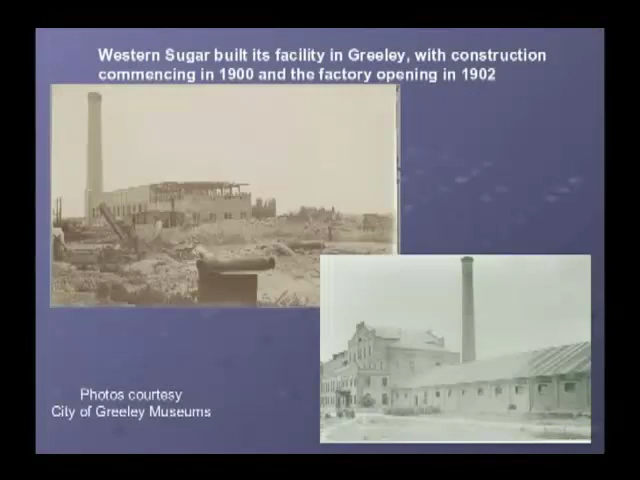 Western Sugar built its facility in Greeley, with construction
commencing in 1900 and the factory opening in 1902
Photos courtesy
City of Greeley Museums